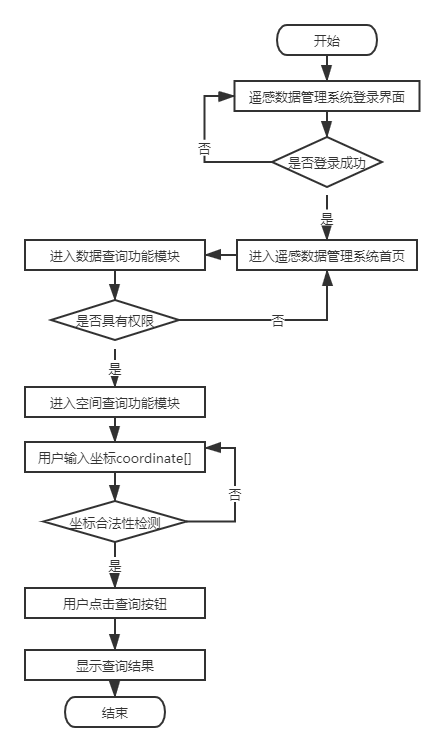 开始
遥感数据管理系统登录界面
否
是否登录成功
是
进入数据查询功能模块
进入遥感数据管理系统首页
是否具有权限
否
是
进入空间查询功能模块
用户输入坐标coordinate[]
否
坐标合法性检测
是
用户点击查询按钮
显示查询结果
结束